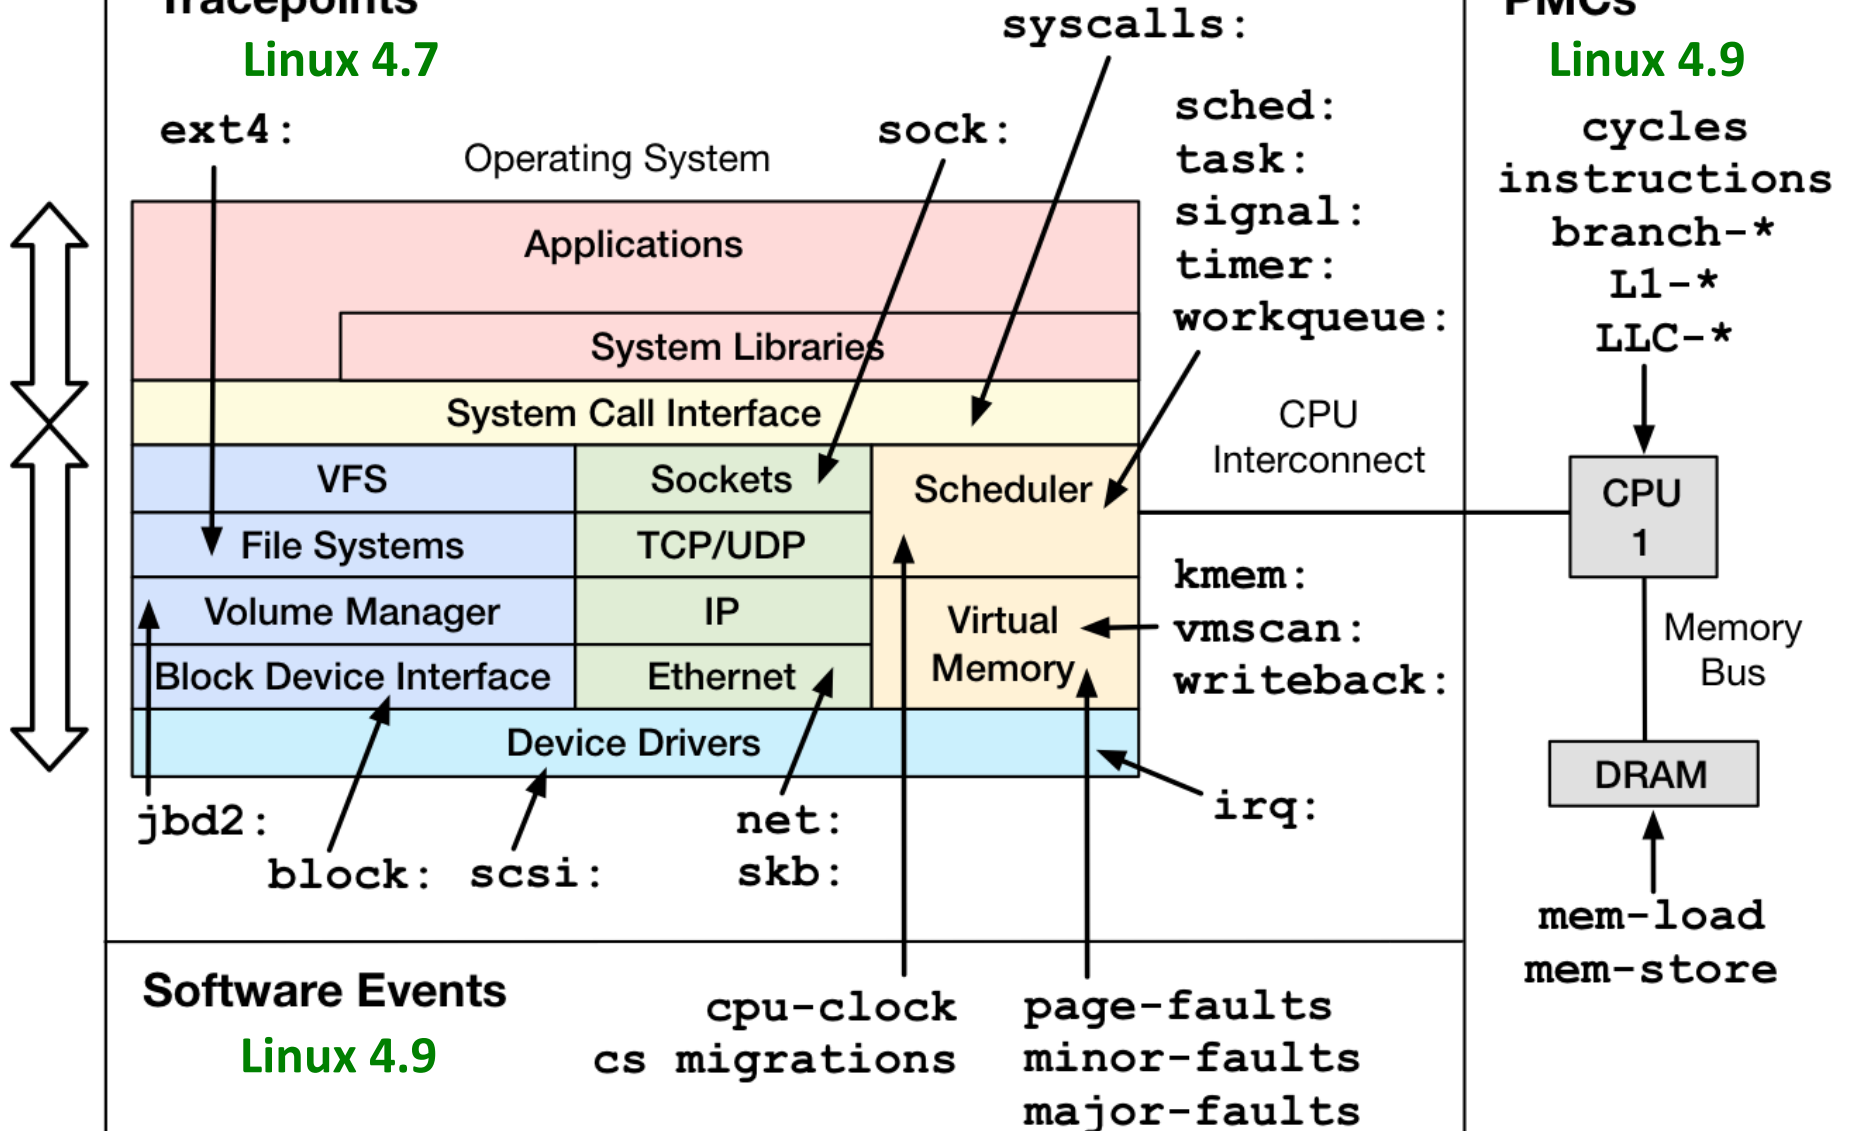 Tracepoints
Linux 4.7
syscalls:
PMCs
Linux 4.9
ext4:
Operating System
sock:
sched:
task:
signal:
timer:
workqueue:
cycles
instructions
branch-*
L1-*
LLC-*
Applications
System Libraries
System Call Interface
VFS
Sockets
Scheduler
File Systems
TCP/UDP
Volume Manager
IP
Virtual
Memory
Block Device Interface
Ethernet
Device Drivers
CPU
Interconnect
CPU
1
kmem:
vmscan:
writeback:
Memory
Bus
DRAM
irq:
jbd2:
block:
scsi:
net:
skb:
mem-load
mem-store
Software Events
Linux 4.9
cpu-clock
cs migrations
page-faults
minor-faults
major-faults